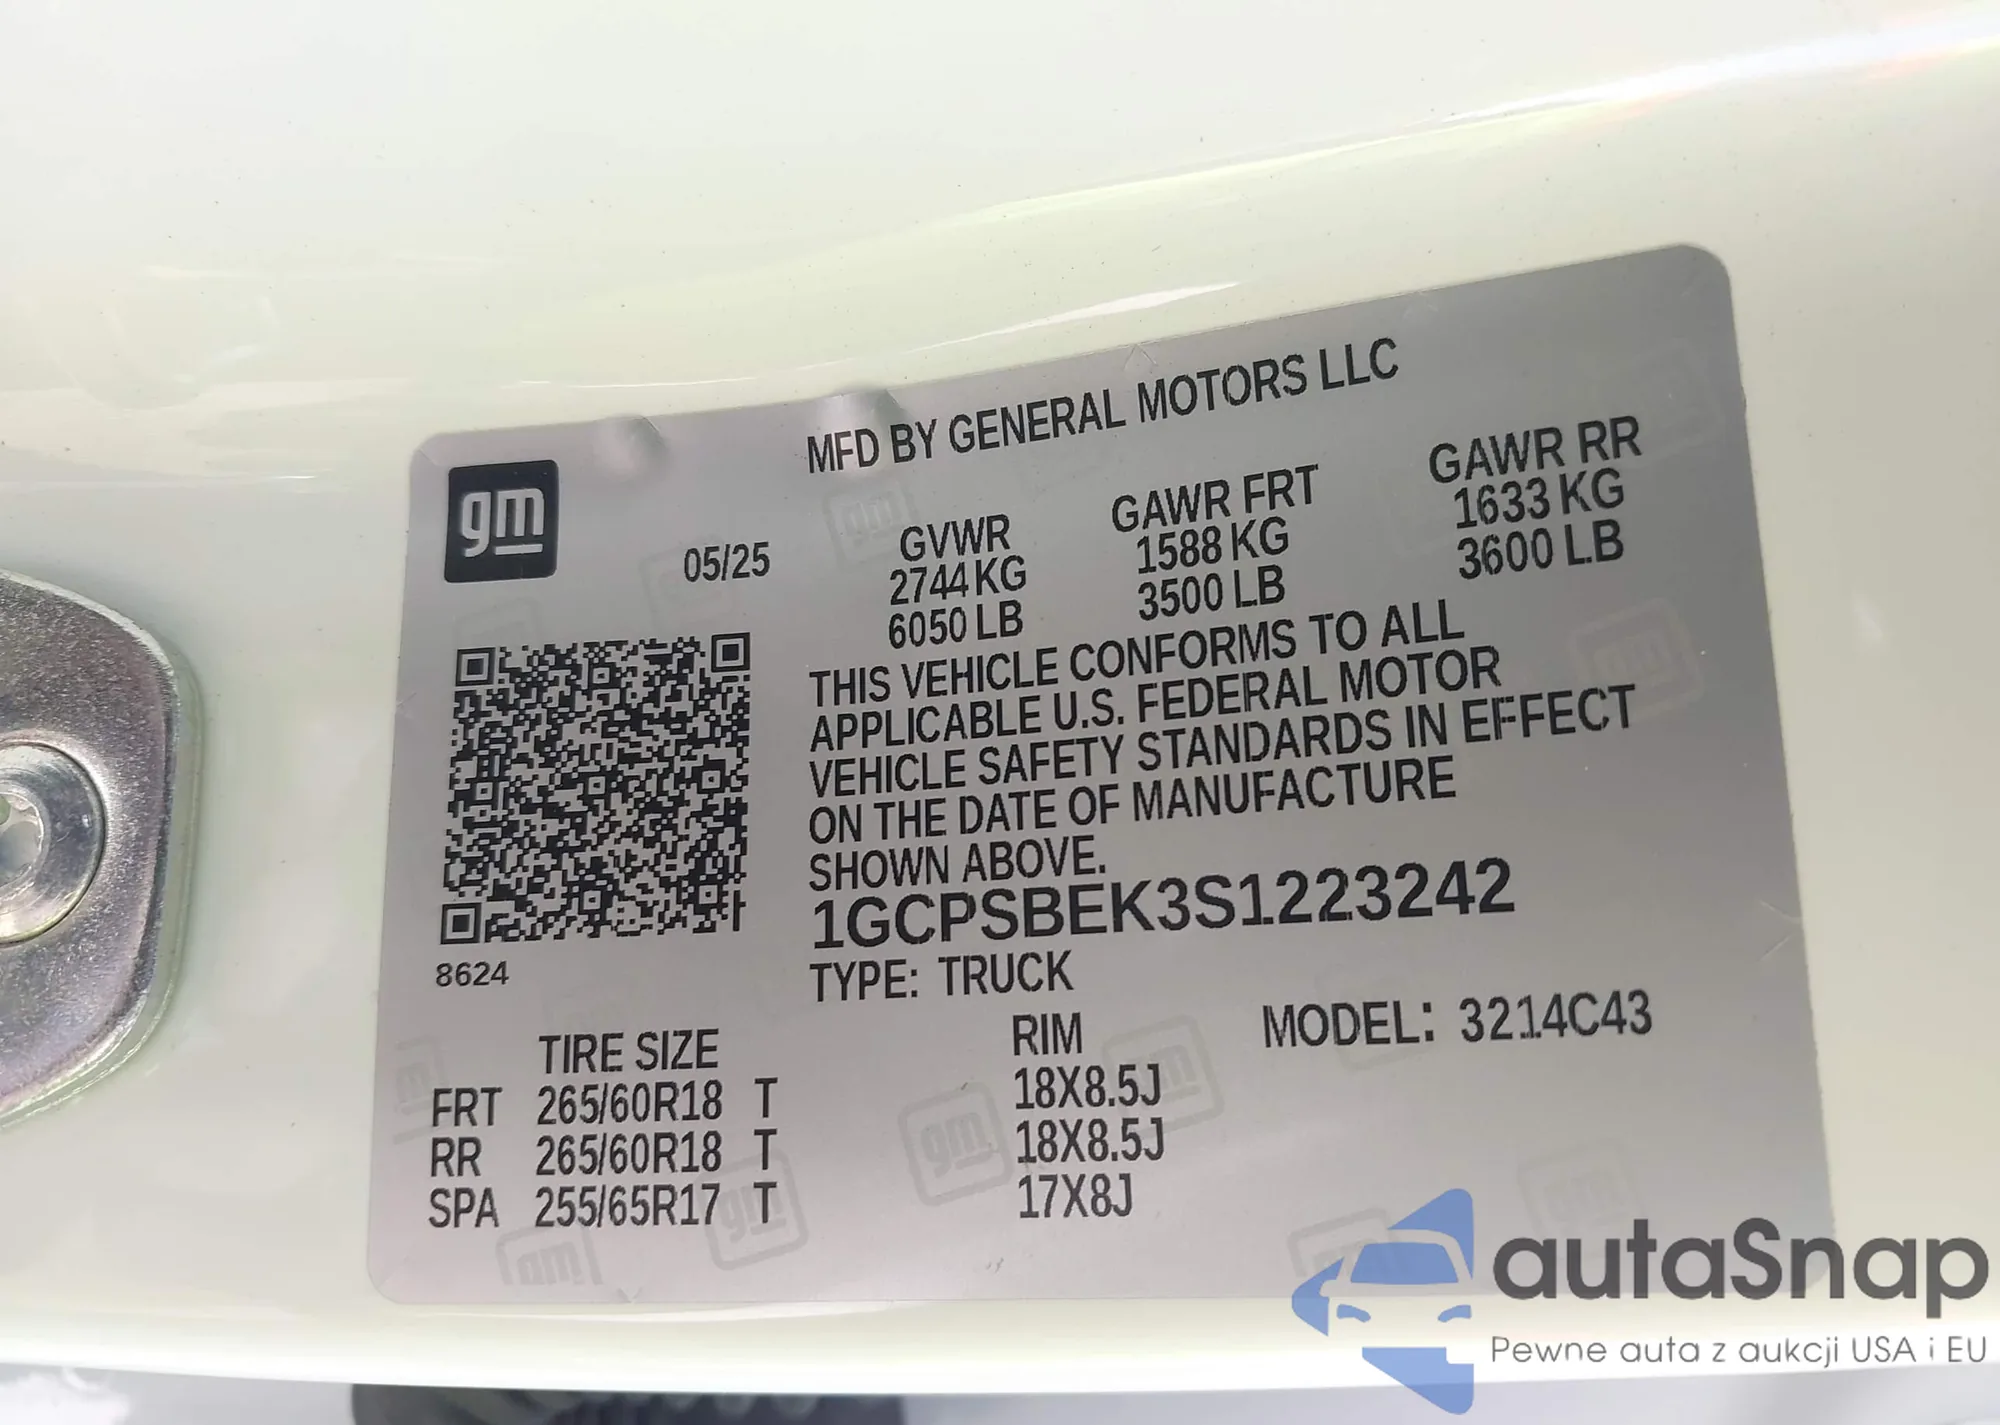 MFD BY GENERAL MOTORS LLC
gm
05/25
GVWR GAWR FRT GAWR RR
2744 KG 1588 KG 1633 KG
6050 LB 3500 LB 3600 LB
THIS VEHICLE CONFORMS TO ALL
APPLICABLE U.S. FEDERAL MOTOR
VEHICLE SAFETY STANDARDS IN EFFECT
ON THE DATE OF MANUFACTURE
SHOWN ABOVE.
1GCPSBEK3S1223242
8624
TYPE: TRUCK
MODEL: 3214C43
TIRE SIZE RIM
FRT 265/60R18 T 18X8.5J
RR 265/60R18 T 18X8.5J
SPA 255/65R17 T 17X8J
autaSnap
Pewne auta z aukcji USA i EU